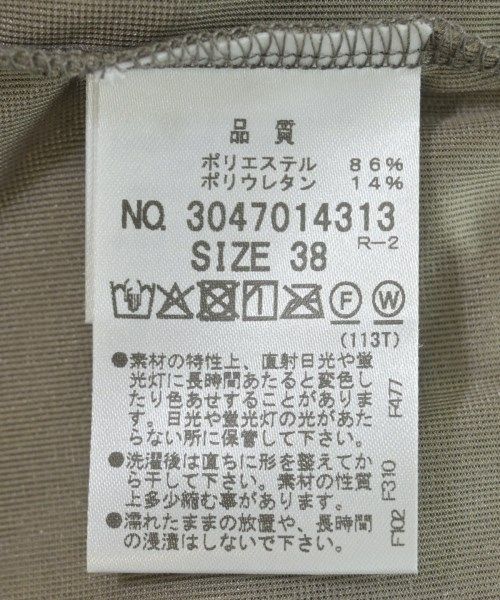 品質
ポリエステル 86%
ポリウレタン 14%
NO. 3047014313
R-2
SIZE 38
F W
(113T)
●素材の特性上、直射日光や蛍
光灯に長時間あたると変色し
たり色あせすることがありま
す。日光や蛍光灯の光があた
らない所に保管して下さい。
●洗濯後は直ちに形を整えてか
ら干して下さい。素材の性質
上多少縮む事があります。
●濡れたままの放置や、長時間
の浸漬はしないで下さい。
F102 F310 F477